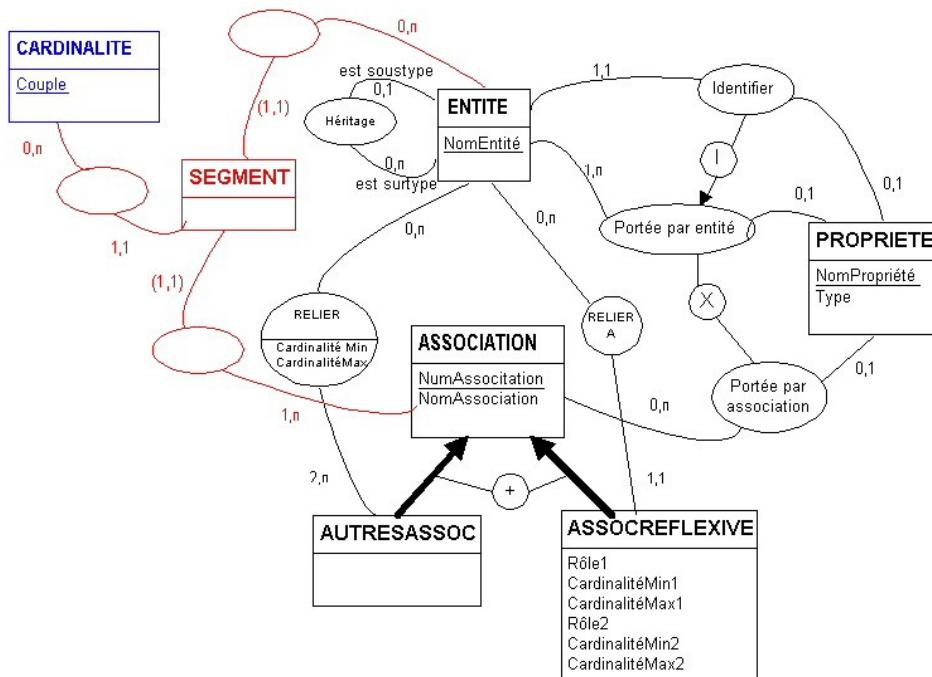 0,n
CARDINALITE
Couple
est soustype
0,1
1,1
Identifier
ENTITE
NomEntité
Héritage
(1,1)
0,n
0,n
est surtype
SEGMENT
1,n
I
0,1
0,1
Portée par entité
PROPRIETE
NomPropriété
Type
0,n
0,n
1,1
(1,1)
X
RELIER
Cardinalité Min
CardinalitéMax
RELIER
A
ASSOCIATION
NumAssocitation
NomAssociation
0,1
Portée par
association
1,n
0,n
2,n
+
1,1
AUTRESASSOC
ASSOCREFLEXIVE
Rôle1
CardinalitéMin1
CardinalitéMax1
Rôle2
CardinalitéMin2
CardinalitéMax2